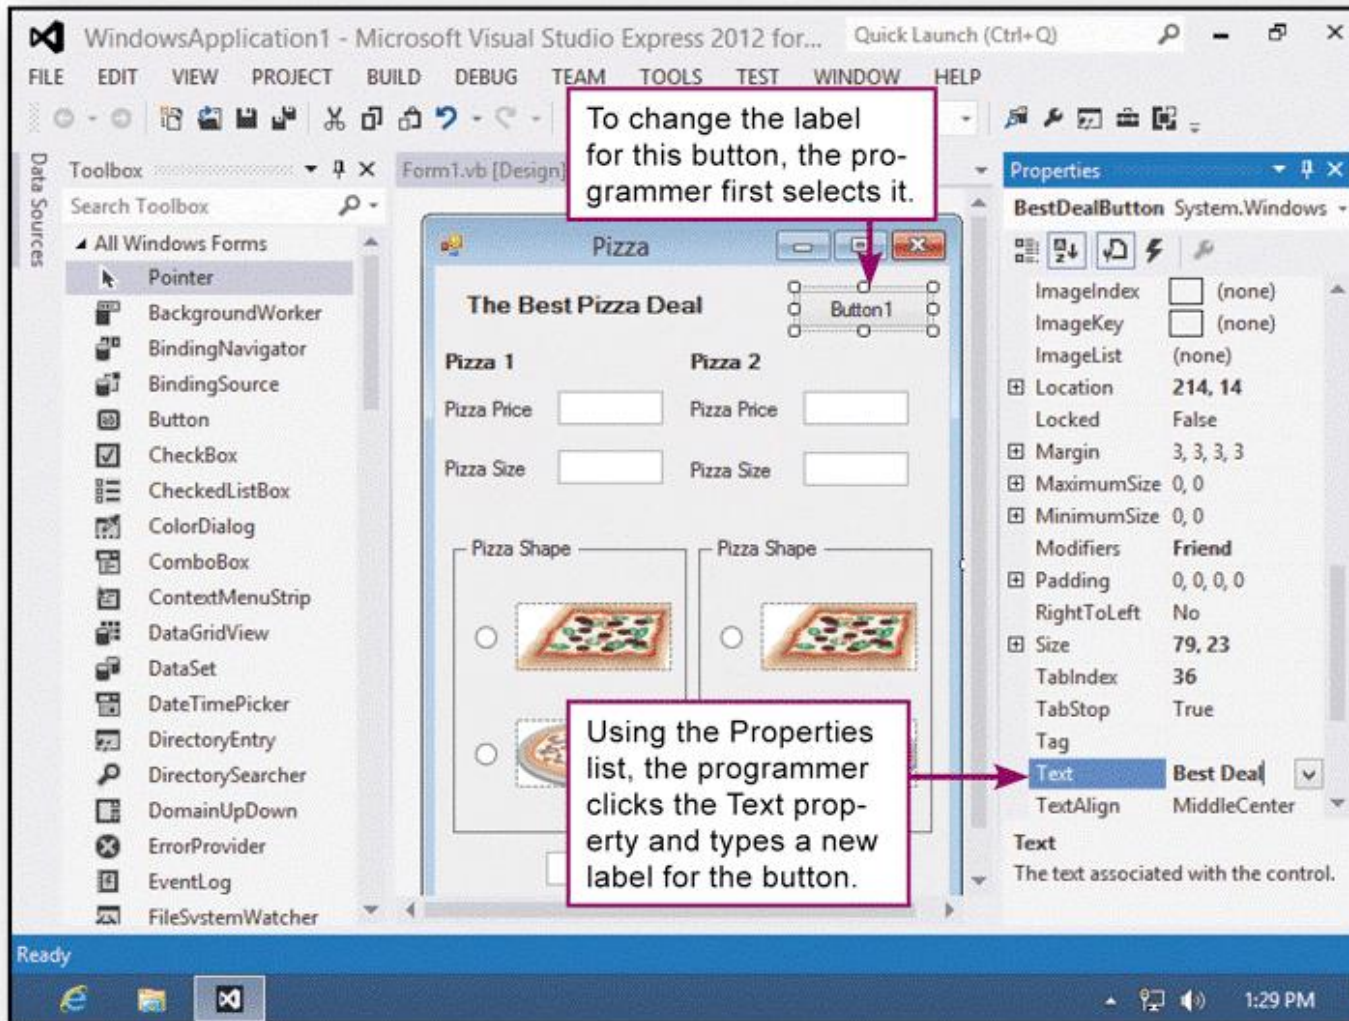 WindowsApplication1 - Microsoft Visual Studio Express 2012 for...
Quick Launch (Ctrl+Q)
FILE EDIT VIEW PROJECT BUILD DEBUG TEAM TOOLS TEST WINDOW HELP
To change the label
for this button, the pro-
grammer first selects it.
Data Sources
Toolbox
Search Toolbox
All Windows Forms
Pointer
BackgroundWorker
BindingNavigator
BindingSource
Button
CheckBox
CheckedListBox
ColorDialog
ComboBox
ContextMenuStrip
DataGridView
DataSet
DateTimePicker
DirectoryEntry
DirectorySearcher
DomainUpDown
ErrorProvider
EventLog
FileSystemWatcher
Form1.vb [Design]
Pizza
The Best Pizza Deal
Button1
Pizza 1 Pizza 2
Pizza Price Pizza Price
Pizza Size Pizza Size
Pizza Shape Pizza Shape
Using the Properties
list, the programmer
clicks the Text prop-
erty and types a new
label for the button.
Properties
BestDealButton System.Windows
ImageIndex (none)
ImageKey (none)
ImageList (none)
Location 214, 14
Locked False
Margin 3, 3, 3, 3
MaximumSize 0, 0
MinimumSize 0, 0
Modifiers Friend
Padding 0, 0, 0, 0
RightToLeft No
Size 79, 23
TabIndex 36
TabStop True
Tag
Text Best Deal
TextAlign MiddleCenter
Text
The text associated with the control.
Ready
1:29 PM